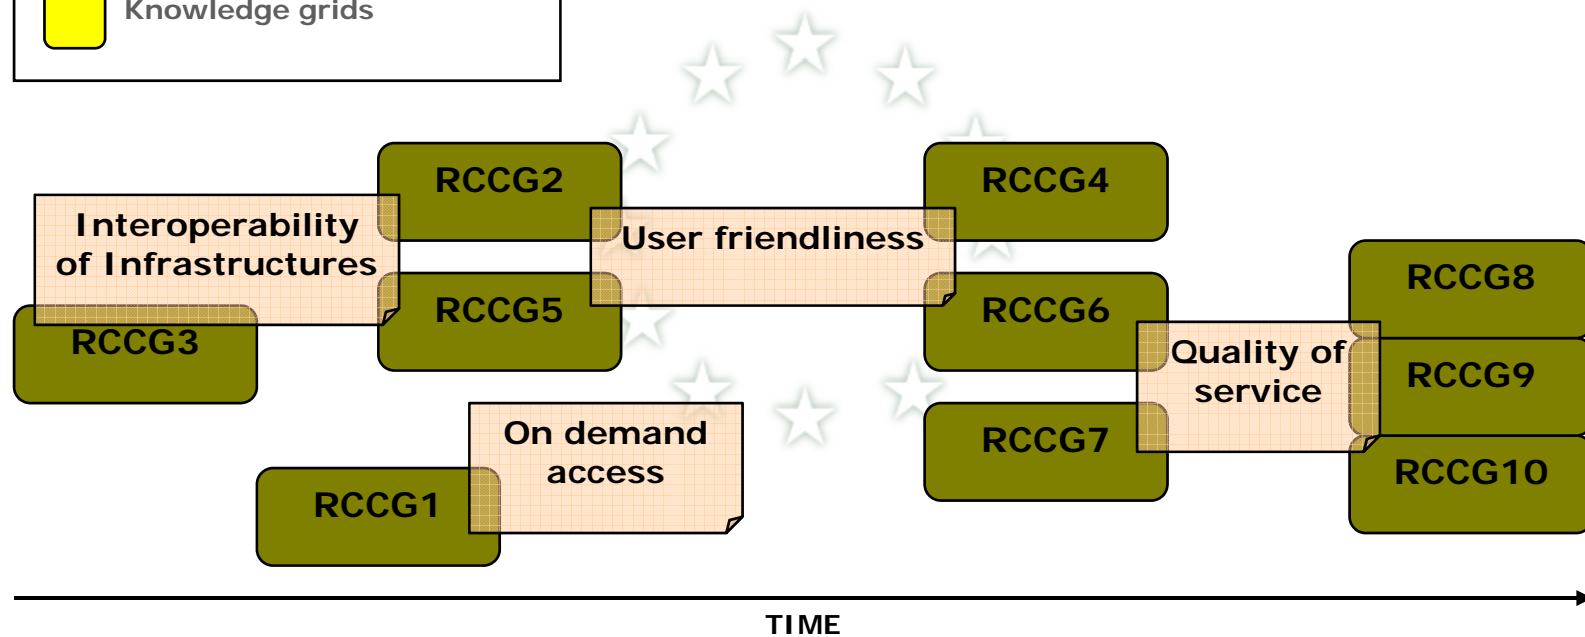 Knowledge grids
RCCG2
RCCG4
Interoperability
of Infrastructures
User friendliness
RCCG8
RCCG5
RCCG6
RCCG3
Quality of
service
RCCG9
On demand
access
RCCG7
RCCG10
RCCG1
TIME